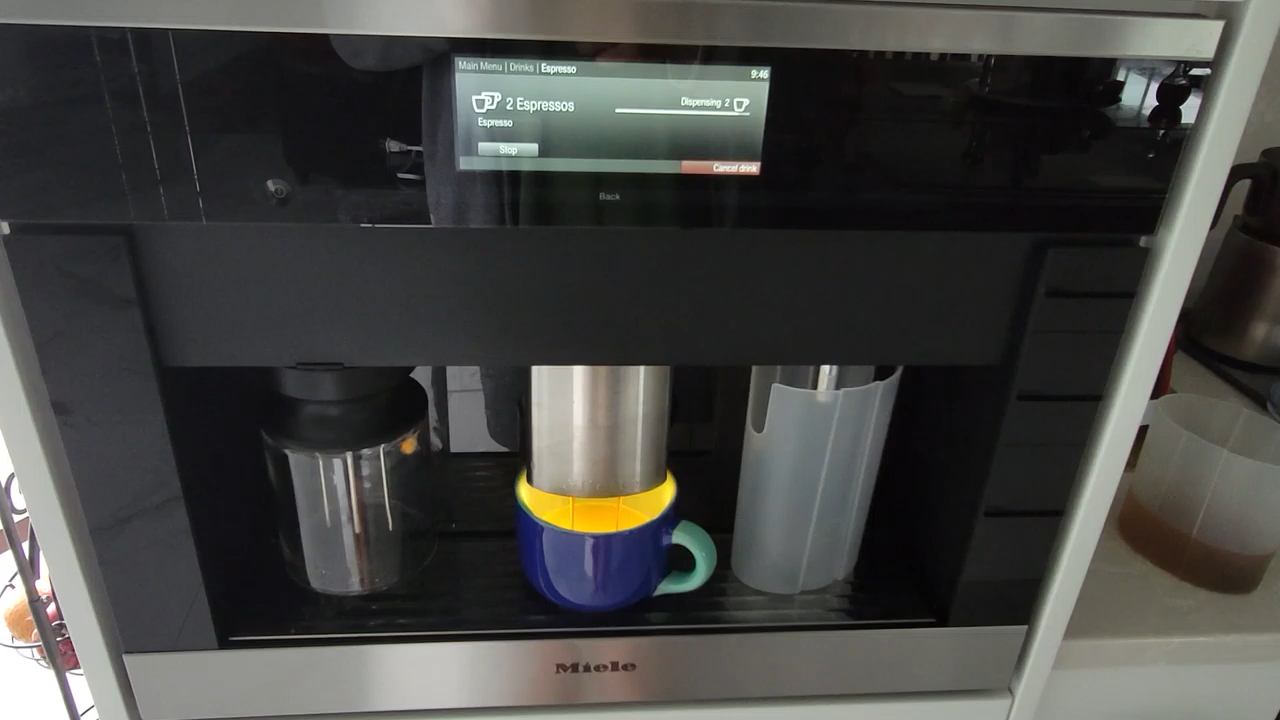 Main Menu | Drinks | Espresso 9:46
2 Espressos Dispensing 2
Espresso
Stop
Cancel drink
Back
Miele